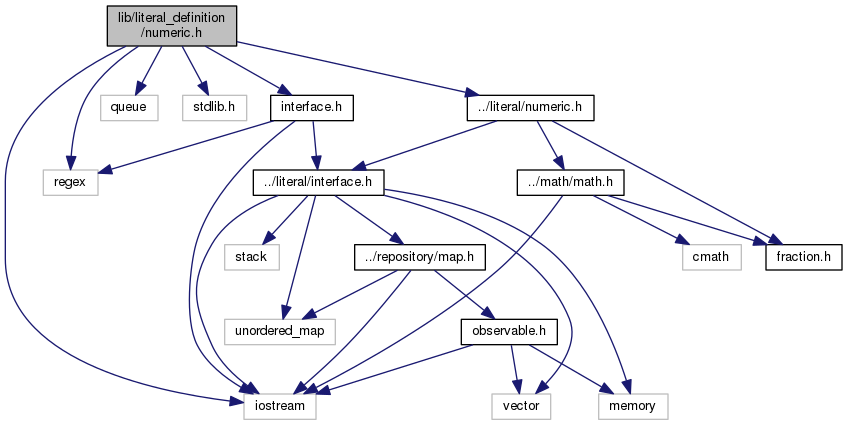 lib/literal_definition
/numeric.h
queue
stdlib.h
interface.h
../literal/numeric.h
regex
../literal/interface.h
../math/math.h
stack
../repository/map.h
cmath
fraction.h
unordered_map
observable.h
iostream
vector
memory